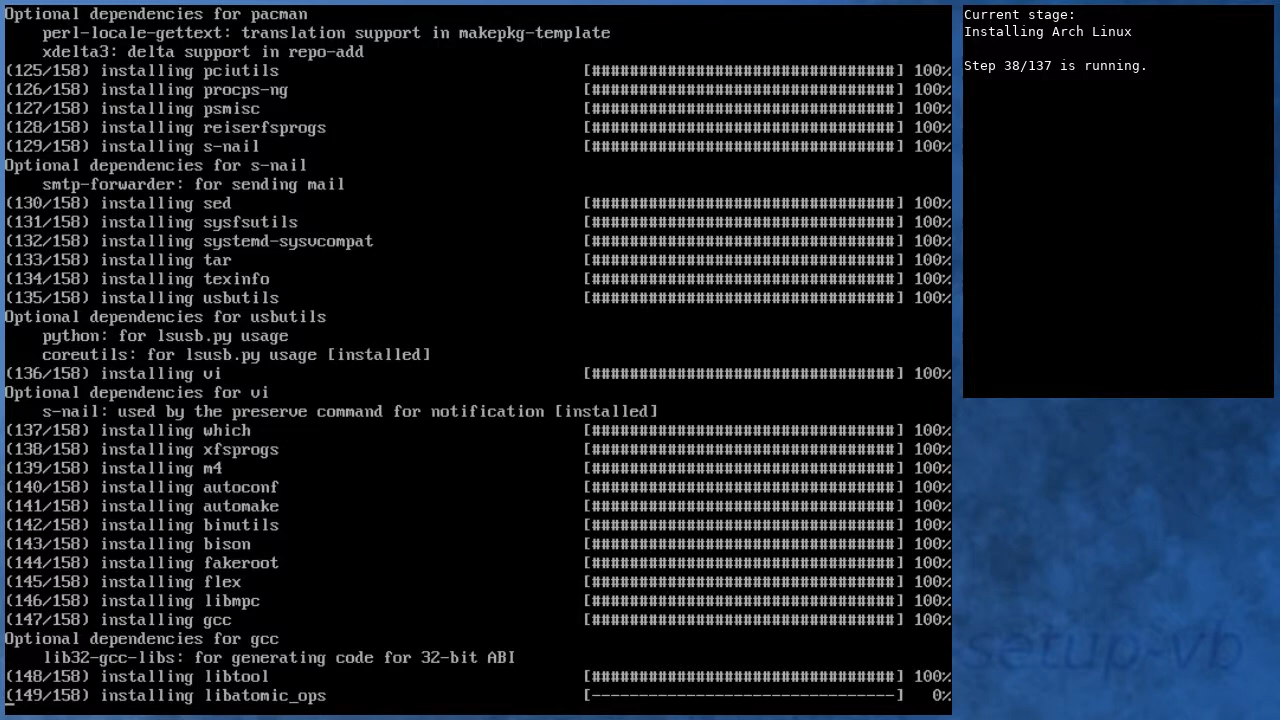 Optional dependencies for pacman
    perl-locale-gettext: translation support in makepkg-template
    xdelta3: delta support in repo-add
(125/158) installing pciutils [################################] 100%
(126/158) installing procps-ng [################################] 100%
(127/158) installing psmisc [################################] 100%
(128/158) installing reiserfsprogs [################################] 100%
(129/158) installing s-nail [################################] 100%
Optional dependencies for s-nail
    smtp-forwarder: for sending mail
(130/158) installing sed [################################] 100%
(131/158) installing sysfsutils [################################] 100%
(132/158) installing systemd-sysvcompat [################################] 100%
(133/158) installing tar [################################] 100%
(134/158) installing texinfo [################################] 100%
(135/158) installing usbutils [################################] 100%
Optional dependencies for usbutils
    python: for lsusb.py usage
    coreutils: for lsusb.py usage [installed]
(136/158) installing vi [################################] 100%
Optional dependencies for vi
    s-nail: used by the preserve command for notification [installed]
(137/158) installing which [################################] 100%
(138/158) installing xfsprogs [################################] 100%
(139/158) installing m4 [################################] 100%
(140/158) installing autoconf [################################] 100%
(141/158) installing automake [################################] 100%
(142/158) installing binutils [################################] 100%
(143/158) installing bison [################################] 100%
(144/158) installing fakeroot [################################] 100%
(145/158) installing flex [################################] 100%
(146/158) installing libmpc [################################] 100%
(147/158) installing gcc [################################] 100%
Optional dependencies for gcc
    lib32-gcc-libs: for generating code for 32-bit ABI
(148/158) installing libtool [################################] 100%
(149/158) installing libatomic_ops [--------------------------------] 0%
Current stage:
Installing Arch Linux
Step 38/137 is running.
setup-vb